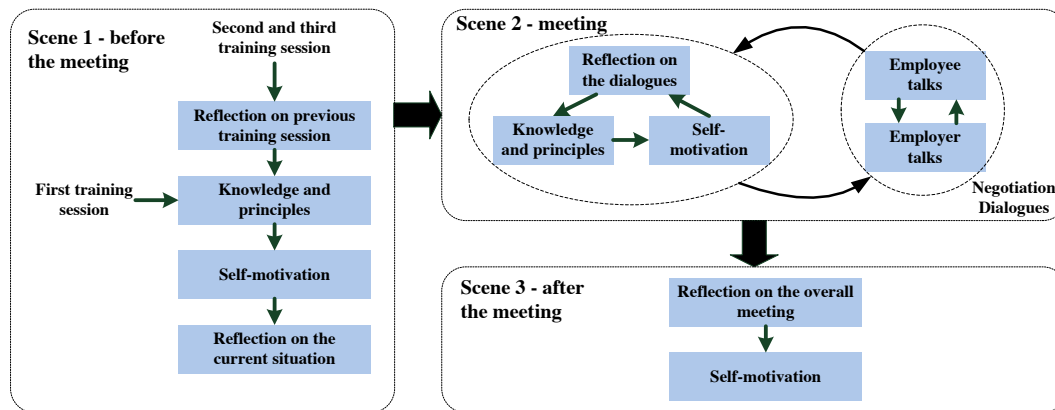 Scene 1 - before
the meeting
Second and third
training session
Reflection on previous
training session
First training
session
Knowledge and
principles
Self-motivation
Reflection on the
current situation
Scene 2 - meeting
Reflection on
the dialogues
Knowledge
and principles
Self-
motivation
Employee
talks
Employer
talks
Negotiation
Dialogues
Scene 3 - after
the meeting
Reflection on the overall
meeting
Self-motivation